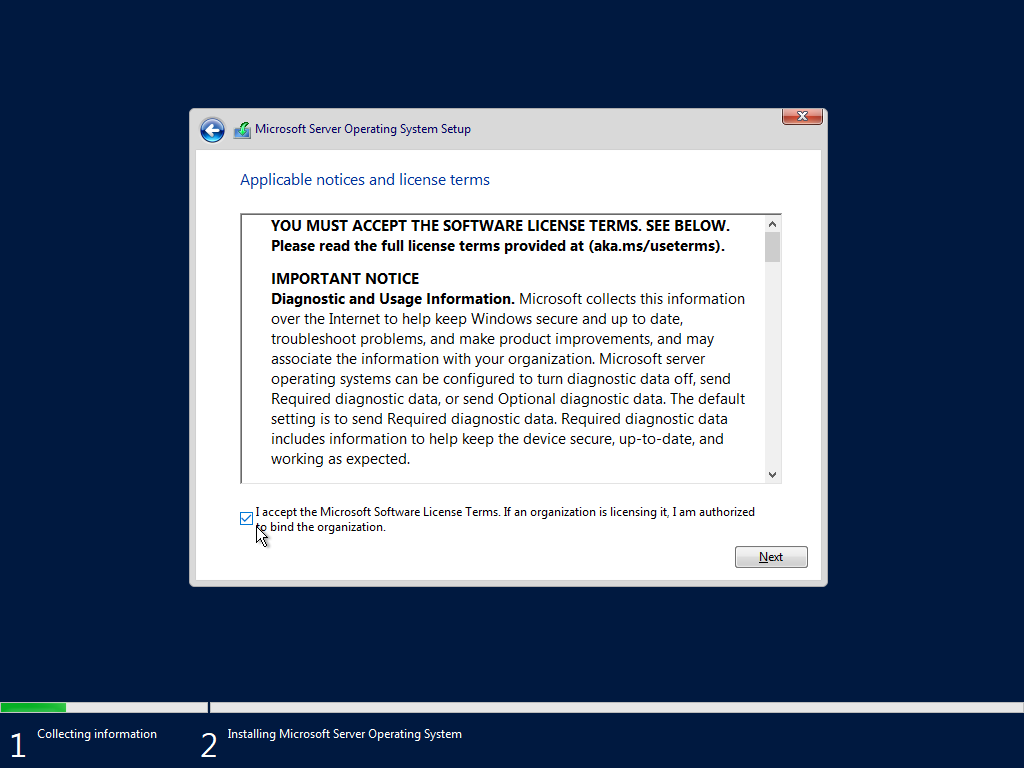 Microsoft Server Operating System Setup
Applicable notices and license terms
YOU MUST ACCEPT THE SOFTWARE LICENSE TERMS. SEE BELOW.
Please read the full license terms provided at (aka.ms/useterms).
IMPORTANT NOTICE
Diagnostic and Usage Information. Microsoft collects this information
over the Internet to help keep Windows secure and up to date,
troubleshoot problems, and make product improvements, and may
associate the information with your organization. Microsoft server
operating systems can be configured to turn diagnostic data off, send
Required diagnostic data, or send Optional diagnostic data. The default
setting is to send Required diagnostic data. Required diagnostic data
includes information to help keep the device secure, up-to-date, and
working as expected.
I accept the Microsoft Software License Terms. If an organization is licensing it, I am authorized
to bind the organization.
Next
1 Collecting information
2 Installing Microsoft Server Operating System